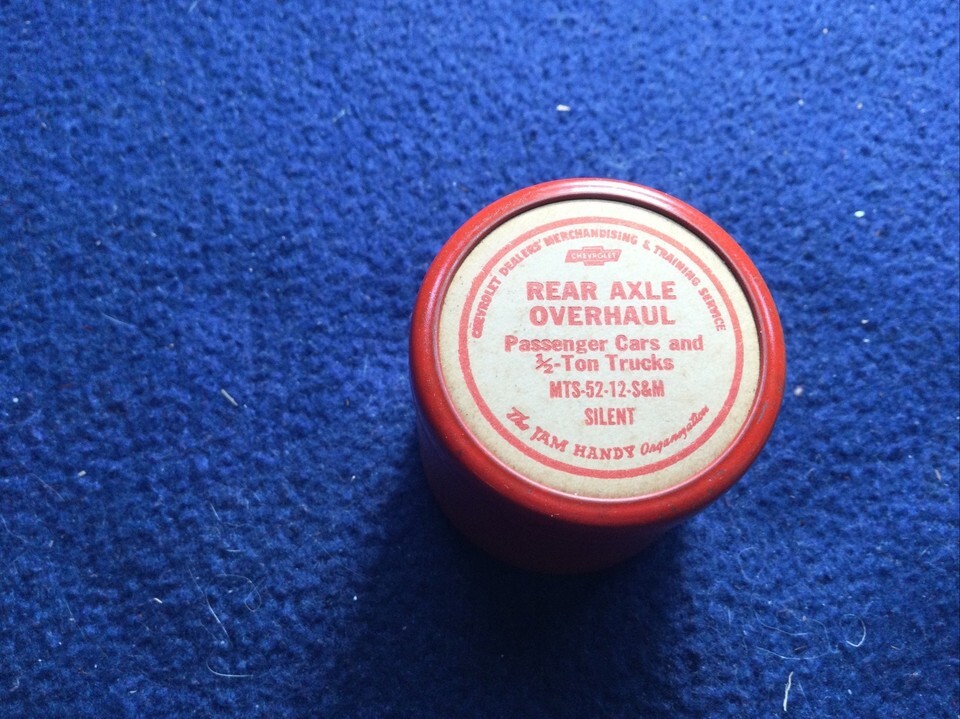 CHEVROLET DEALERS' MERCHANDISING & TRAINING SERVICE
CHEVROLET
REAR AXLE
OVERHAUL
Passenger Cars and
½-Ton Trucks
MTS-52-12-S&M
SILENT
The JAM HANDY Organization